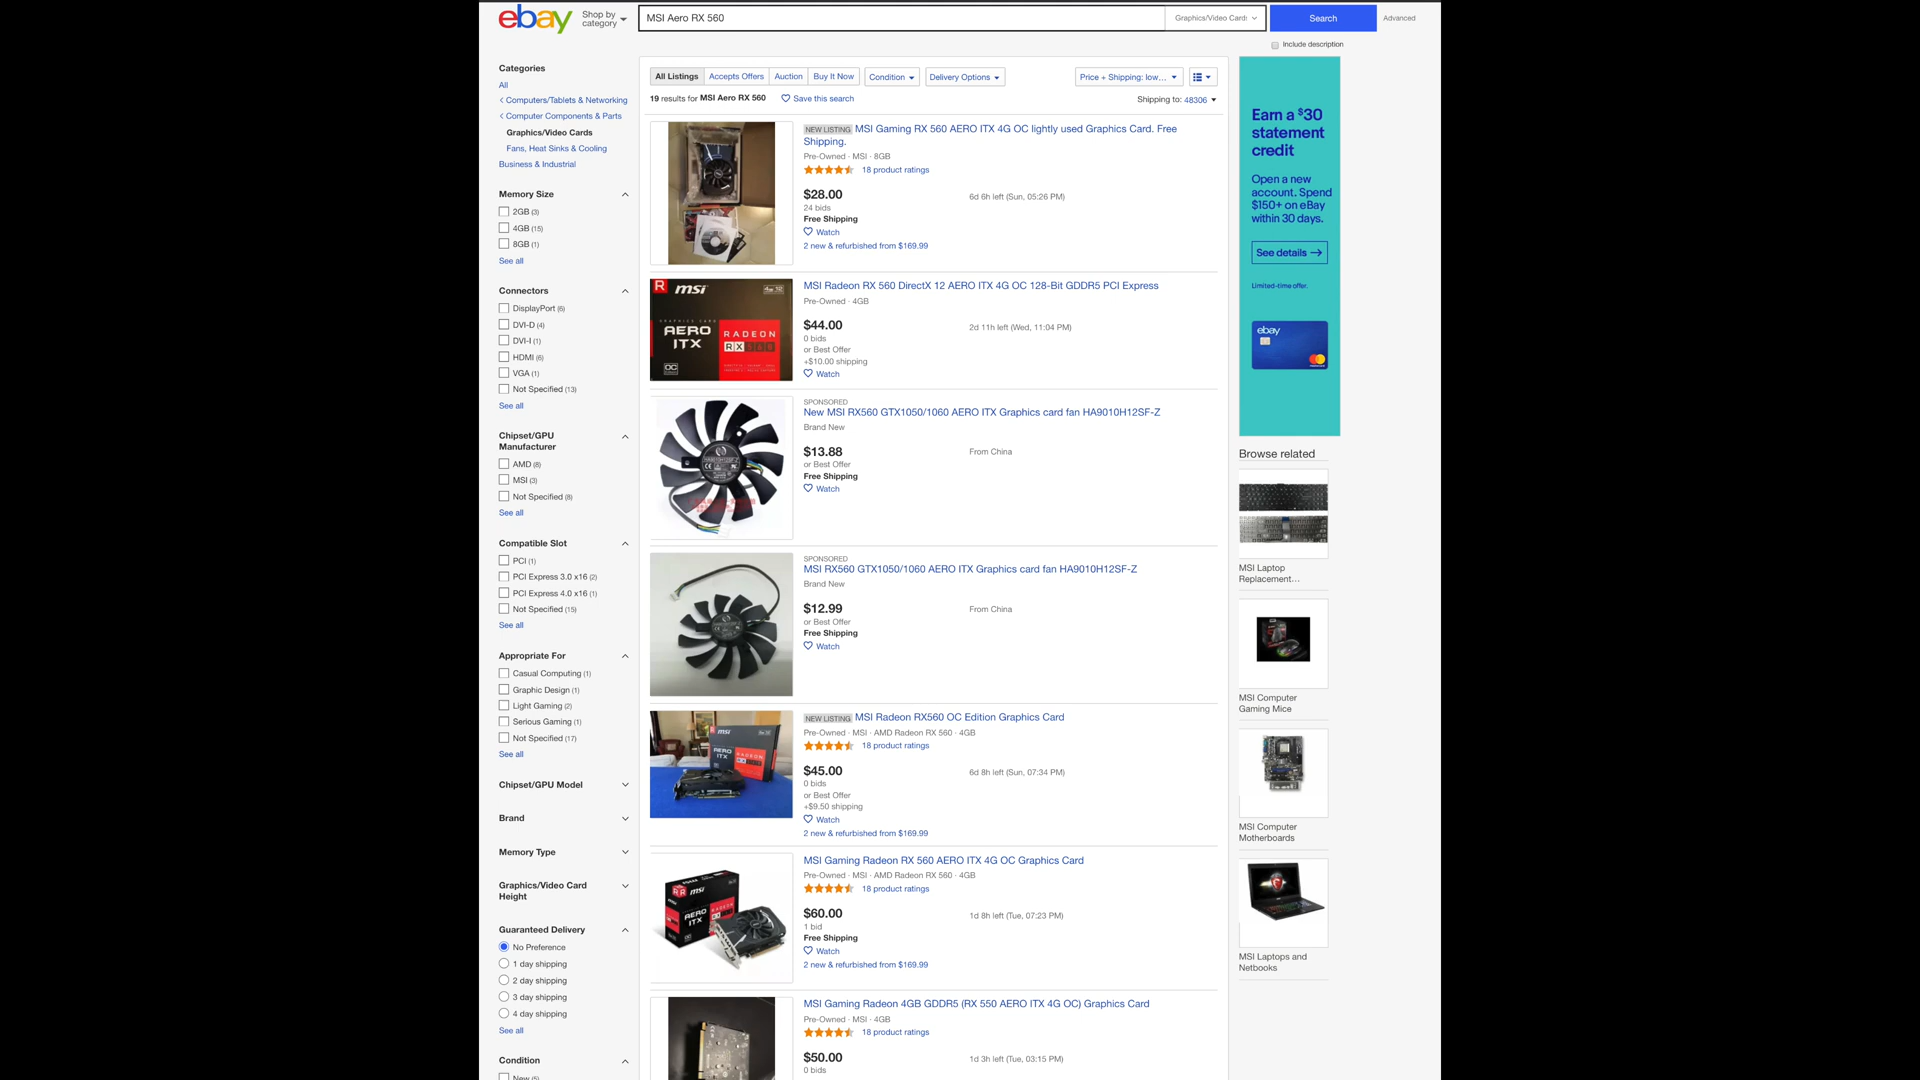 ebay
Shop by
category
MSI Aero RX 560
Graphics/Video Cards
Search
Advanced
Include description
Categories
All
Computers/Tablets & Networking
Computer Components & Parts
Graphics/Video Cards
Fans, Heat Sinks & Cooling
Business & Industrial
Memory Size
2GB (3)
4GB (15)
8GB (1)
See all
Connectors
DisplayPort (6)
DVI-D (4)
DVI-I (1)
HDMI (6)
VGA (1)
Not Specified (13)
See all
Chipset/GPU
Manufacturer
AMD (8)
MSI (3)
Not Specified (8)
See all
Compatible Slot
PCI (1)
PCI Express 3.0 x16 (2)
PCI Express 4.0 x16 (1)
Not Specified (15)
See all
Appropriate For
Casual Computing (1)
Graphic Design (1)
Light Gaming (2)
Serious Gaming (1)
Not Specified (17)
See all
Chipset/GPU Model
Brand
Memory Type
Graphics/Video Card
Height
Guaranteed Delivery
No Preference
1 day shipping
2 day shipping
3 day shipping
4 day shipping
See all
Condition
New (5)
All Listings
Accepts Offers
Auction
Buy It Now
Condition
Delivery Options
Price + Shipping: low...
19 results for MSI Aero RX 560
Save this search
Shipping to: 48306
NEW LISTING MSI Gaming RX 560 AERO ITX 4G OC lightly used Graphics Card. Free
Shipping.
Pre-Owned · MSI · 8GB
18 product ratings
$28.00
6d 6h left (Sun, 05:26 PM)
24 bids
Free Shipping
Watch
2 new & refurbished from $169.99
msi
AERO
ITX
RADEON
RX 560
OC
MSI Radeon RX 560 DirectX 12 AERO ITX 4G OC 128-Bit GDDR5 PCI Express
Pre-Owned · 4GB
$44.00
2d 11h left (Wed, 11:04 PM)
0 bids
or Best Offer
+$10.00 shipping
Watch
SPONSORED
New MSI RX560 GTX1050/1060 AERO ITX Graphics card fan HA9010H12SF-Z
Brand New
$13.88
From China
or Best Offer
Free Shipping
Watch
SPONSORED
MSI RX560 GTX1050/1060 AERO ITX Graphics card fan HA9010H12SF-Z
Brand New
$12.99
From China
or Best Offer
Free Shipping
Watch
msi
AERO
ITX
RADEON
NEW LISTING MSI Radeon RX560 OC Edition Graphics Card
Pre-Owned · MSI · AMD Radeon RX 560 · 4GB
18 product ratings
$45.00
6d 8h left (Sun, 07:34 PM)
0 bids
or Best Offer
+$9.50 shipping
Watch
2 new & refurbished from $169.99
msi
AERO
ITX
MSI Gaming Radeon RX 560 AERO ITX 4G OC Graphics Card
Pre-Owned · MSI · AMD Radeon RX 560 · 4GB
18 product ratings
$60.00
1d 8h left (Tue, 07:23 PM)
1 bid
Free Shipping
Watch
2 new & refurbished from $169.99
MSI Gaming Radeon 4GB GDDR5 (RX 550 AERO ITX 4G OC) Graphics Card
Pre-Owned · MSI · 4GB
18 product ratings
$50.00
1d 3h left (Tue, 03:15 PM)
0 bids
Earn a $30
statement
credit
Open a new
account. Spend
$150+ on eBay
within 30 days.
See details
Limited-time offer.
ebay
Browse related
MSI Laptop
Replacement...
MSI Computer
Gaming Mice
MSI Computer
Motherboards
MSI Laptops and
Netbooks